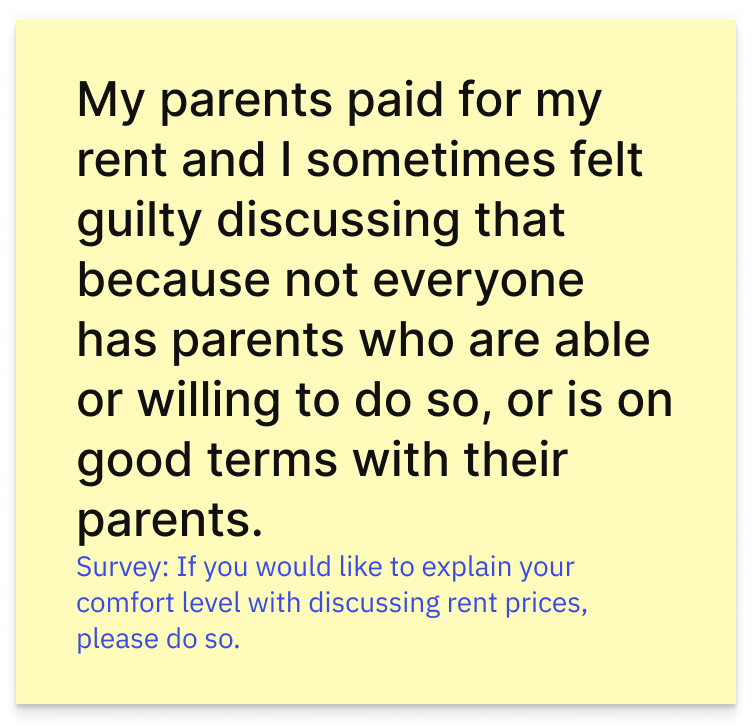 My parents paid for my
rent and I sometimes felt
guilty discussing that
because not everyone
has parents who are able
or willing to do so, or is on
good terms with their
parents.
Survey: If you would like to explain your
comfort level with discussing rent prices,
please do so.